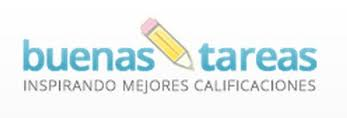 buenas tareas
INSPIRANDO MEJORES CALIFICACIONES